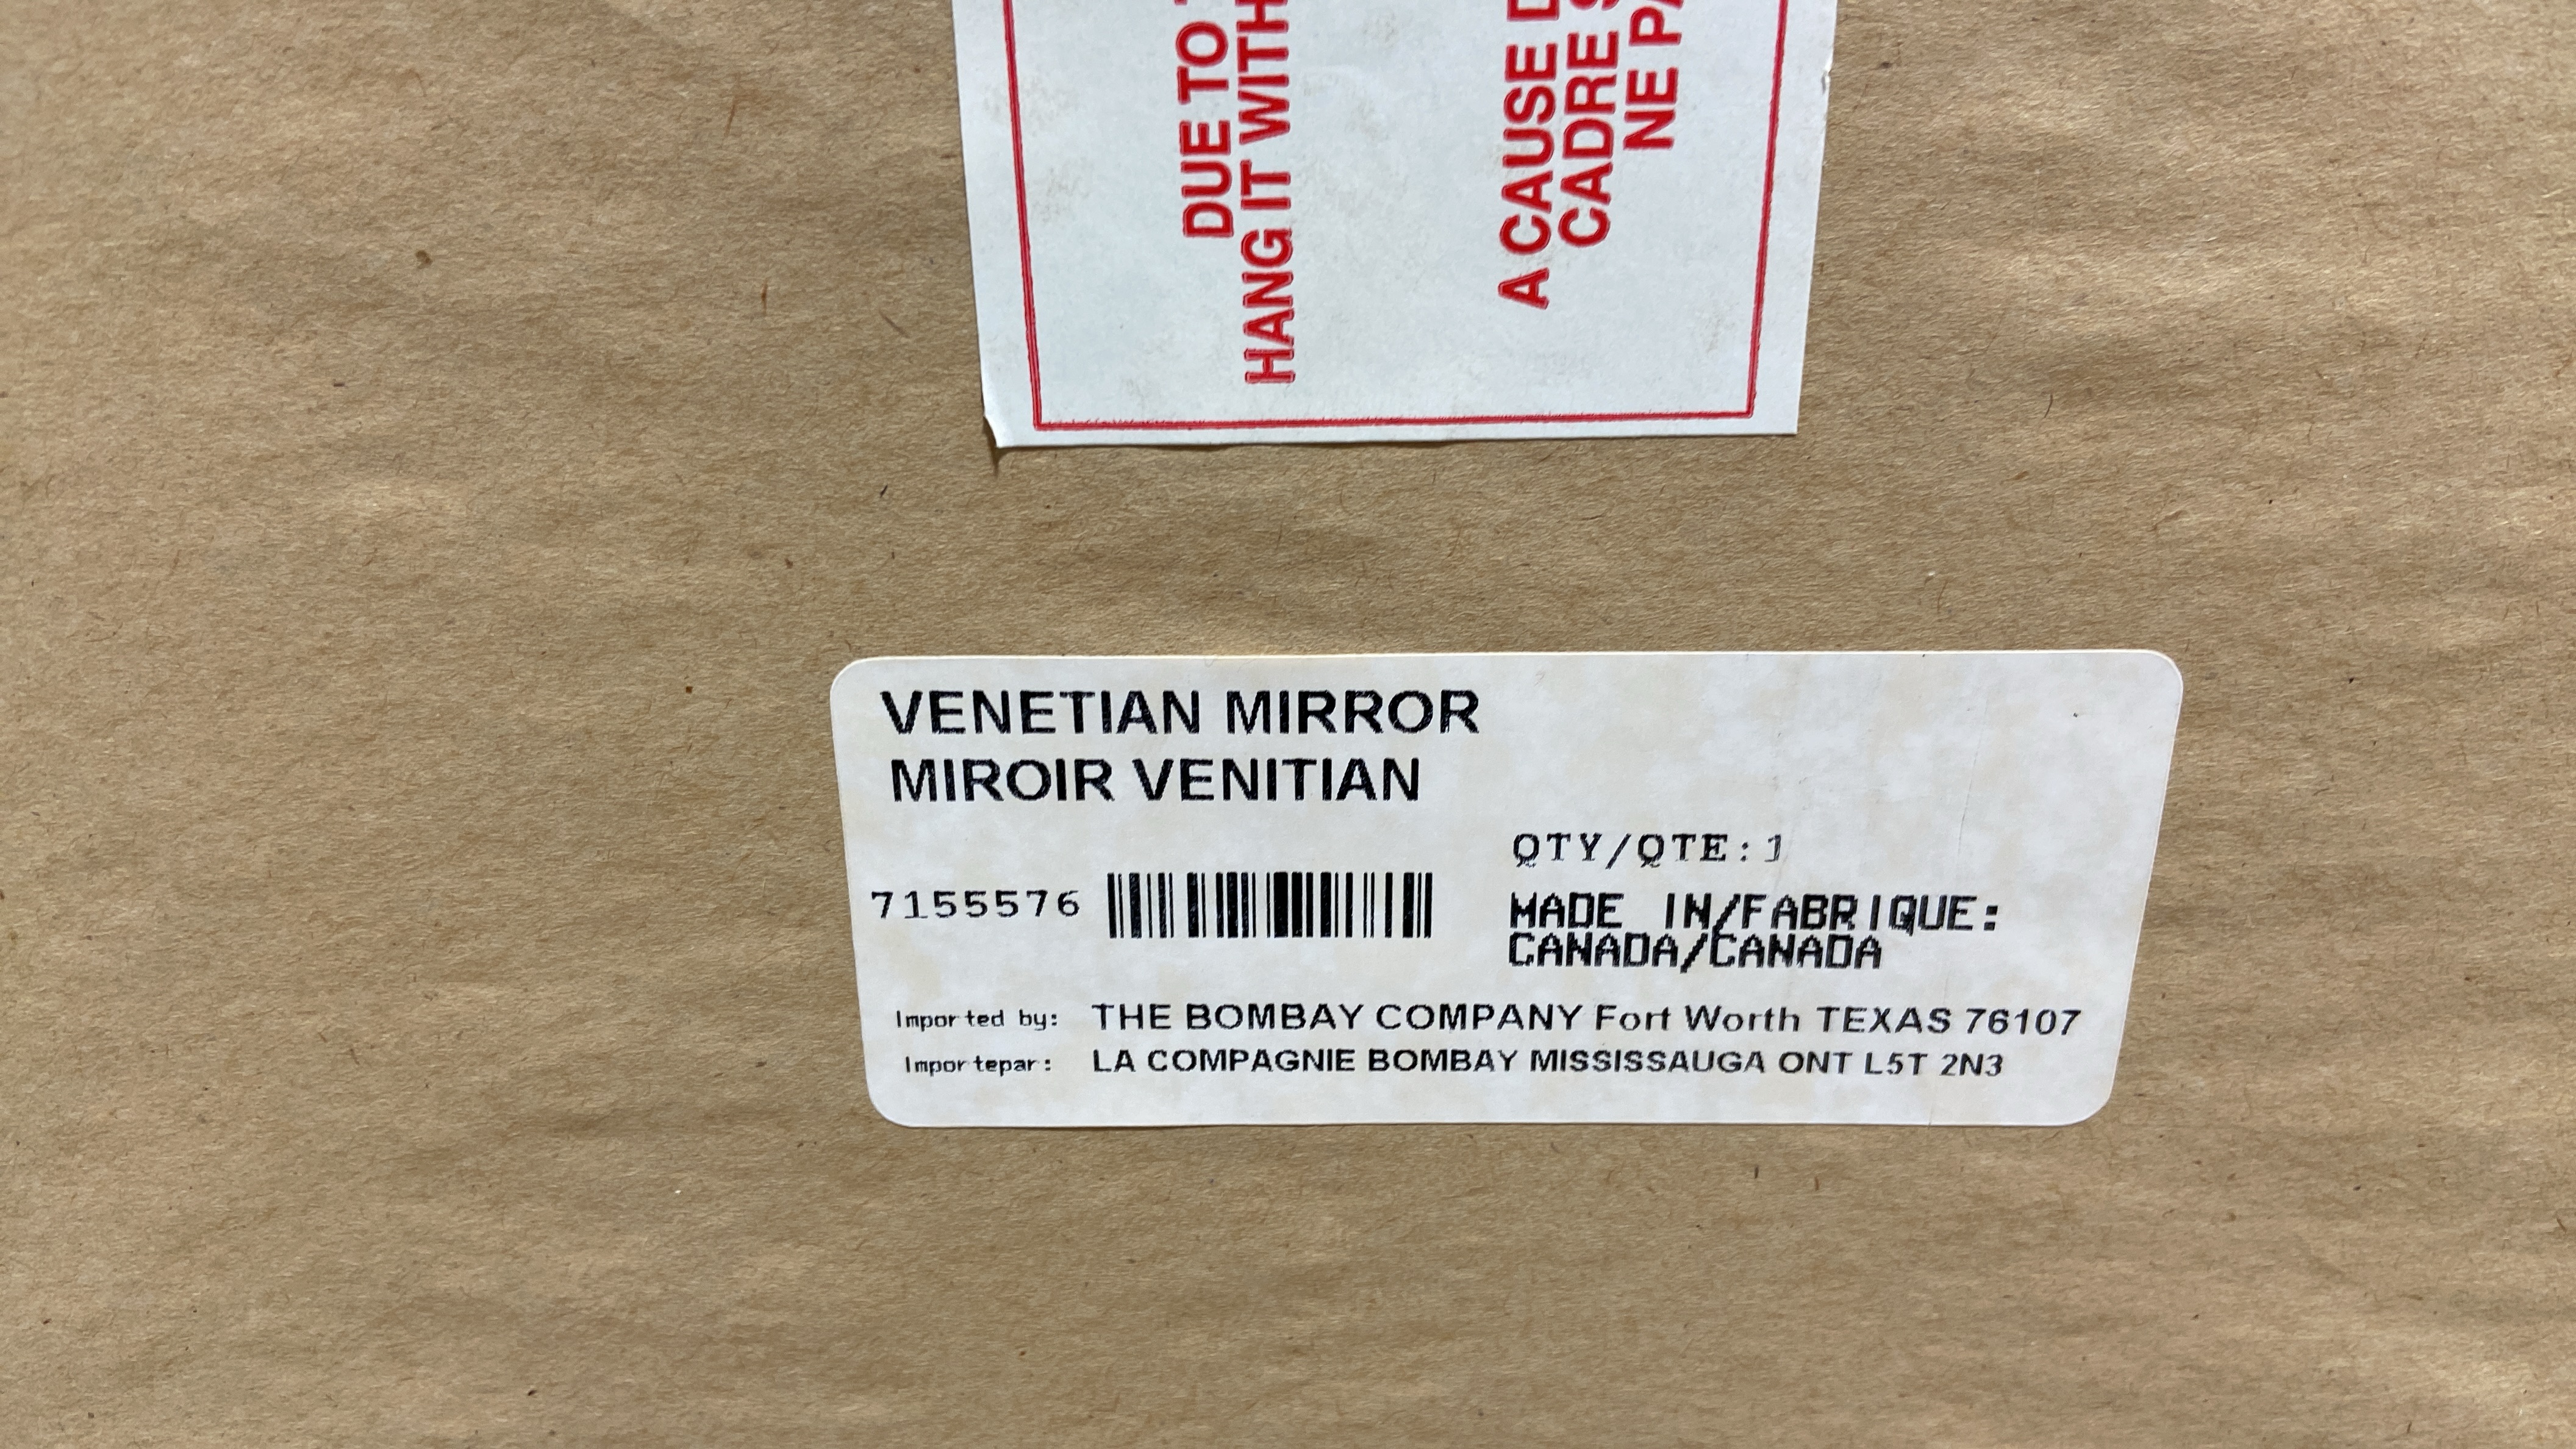 DUE TO
HANG IT WITH
A CAUSE
CADRE
NE
VENETIAN MIRROR
MIROIR VENITIAN
QTY/QTE:1
7155576
MADE IN/FABRIQUE:
CANADA/CANADA
Imported by: THE BOMBAY COMPANY Fort Worth TEXAS 76107
Importepar: LA COMPAGNIE BOMBAY MISSISSAUGA ONT L5T 2N3